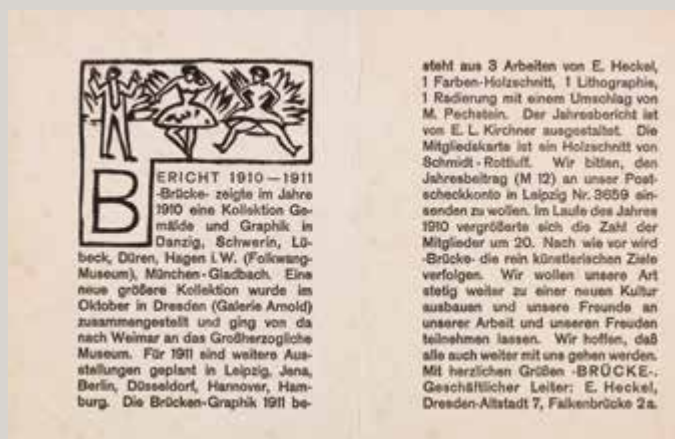 BERICHT 1910—1911
-Brücke- zeigte im Jahre
1910 eine Kollektion Ge-
mälde und Graphik in
Danzig, Schwerin, Lü-
beck, Düren, Hagen i.W. (Folkwang-
Museum), München-Gladbach. Eine
neue größere Kollektion wurde im
Oktober in Dresden (Galerie Arnold)
zusammengestellt und ging von da
nach Weimar an das Großherzogliche
Museum. Für 1911 sind weitere Aus-
stellungen geplant in Leipzig, Jena,
Berlin, Düsseldorf, Hannover, Ham-
burg. Die Brücken-Graphik 1911 be-
steht aus 3 Arbeiten von E. Heckel,
1 Farben-Holzschnitt, 1 Lithographie,
1 Radierung mit einem Umschlag von
M. Pechstein. Der Jahresbericht ist
von E. L. Kirchner ausgestaltet. Die
Mitgliedskarte ist ein Holzschnitt von
Schmidt-Rottluff. Wir bitten, den
Jahresbeitrag (M 12) an unser Post-
scheckkonto in Leipzig Nr. 3659 ein-
senden zu wollen. Im Laufe des Jahres
1910 vergrößerte sich die Zahl der
Mitglieder um 20. Nach wie vor wird
-Brücke- die rein künstlerischen Ziele
verfolgen. Wir wollen unsere Art
stetig weiter zu einer neuen Kultur
ausbauen und unsere Freunde an
unserer Arbeit und unseren Freuden
teilnehmen lassen. Wir hoffen, daß
alle auch weiter mit uns gehen werden.
Mit herzlichen Grüßen -BRÜCKE-.
Geschäftlicher Leiter: E. Heckel,
Dresden-Altstadt 7, Falkenbrücke 2a.